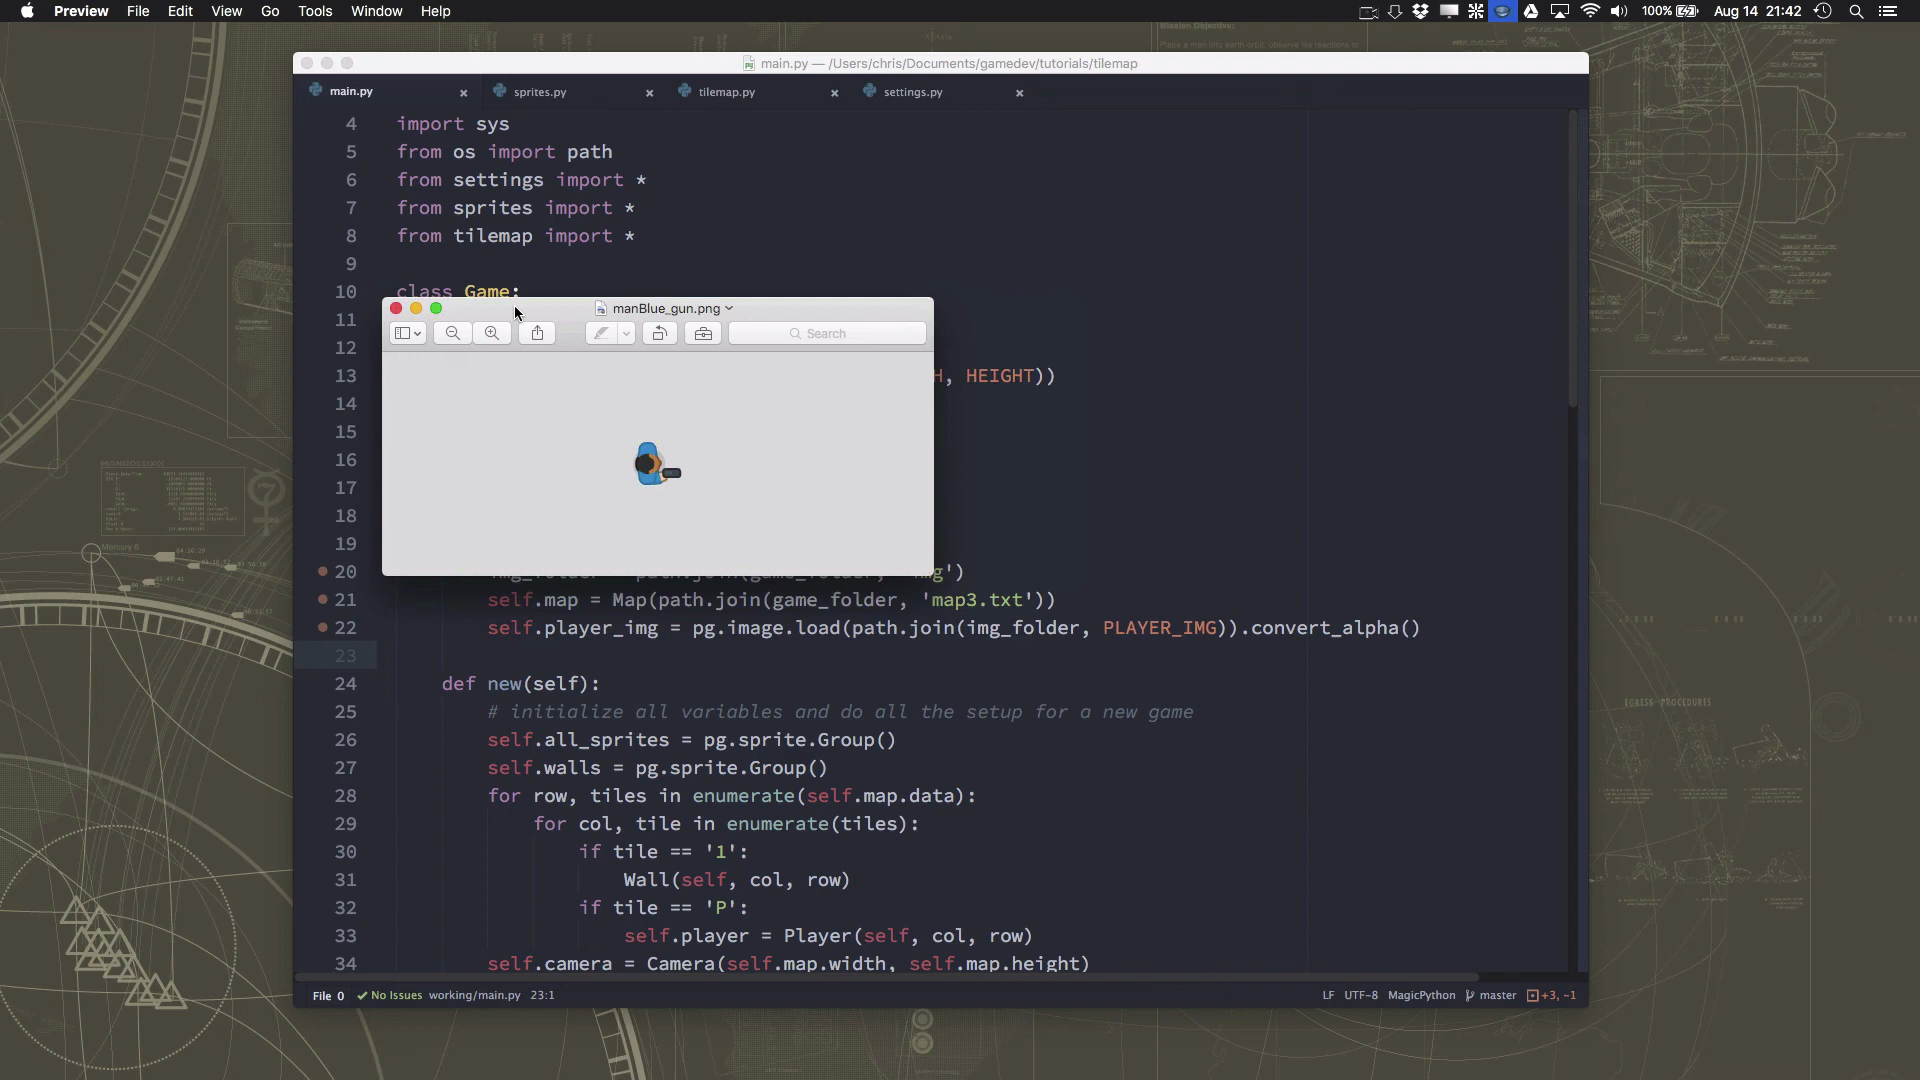 Preview File Edit View Go Tools Window Help
100% Aug 14 21:42
main.py — /Users/chris/Documents/gamedev/tutorials/tilemap
main.py × sprites.py × tilemap.py × settings.py ×
4 import sys
5 from os import path
6 from settings import *
7 from sprites import *
8 from tilemap import *
9
10 class Game:
manBlue_gun.png
Search
11
12
13 H, HEIGHT))
14
15
16
17
18
19
20 img_folder = path.join(game_folder, 'img')
21 self.map = Map(path.join(game_folder, 'map3.txt'))
22 self.player_img = pg.image.load(path.join(img_folder, PLAYER_IMG)).convert_alpha()
23
24 def new(self):
25 # initialize all variables and do all the setup for a new game
26 self.all_sprites = pg.sprite.Group()
27 self.walls = pg.sprite.Group()
28 for row, tiles in enumerate(self.map.data):
29 for col, tile in enumerate(tiles):
30 if tile == '1':
31 Wall(self, col, row)
32 if tile == 'P':
33 self.player = Player(self, col, row)
34 self.camera = Camera(self.map.width, self.map.height)
File 0 No Issues working/main.py 23:1 LF UTF-8 MagicPython master +3, -1
Mission Objective:
EGRESS PROCEDURES